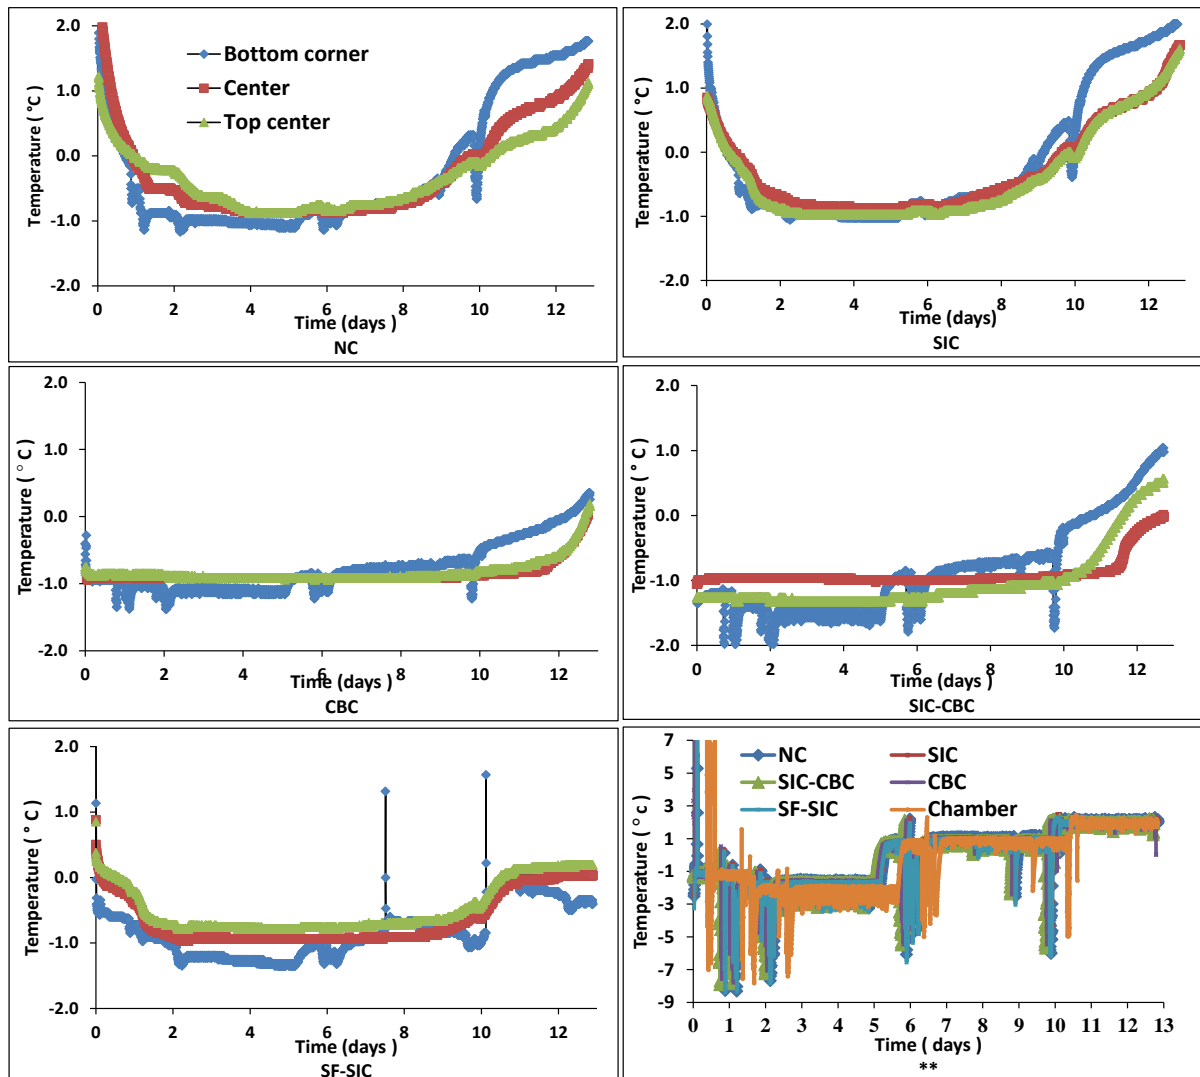 2.0
1.0
0.0
-1.0
-2.0
Temperature ( °C)
Bottom corner
Center
Top center
0 2 4 6 8 10 12
Time (days )
NC
2.0
1.0
0.0
-1.0
-2.0
Temperature ( °C)
0 2 4 6 8 10 12
Time (days)
SIC
2.0
1.0
0.0
-1.0
-2.0
Temperature ( ° C )
0 2 4 6 8 10 12
Time (days )
CBC
2.0
1.0
0.0
-1.0
-2.0
Temperature ( ° C )
0 2 4 6 8 10 12
Time (days )
SIC-CBC
2.0
1.0
0.0
-1.0
-2.0
Temperature ( ° C )
0 2 4 6 8 10 12
Time (days )
SF-SIC
7
5
3
1
-1
-3
-5
-7
-9
Temperature ( ° c )
NC SIC
SIC-CBC CBC
SF-SIC Chamber
0 1 2 3 4 5 6 7 8 9 10 11 12 13
Time ( days )
**